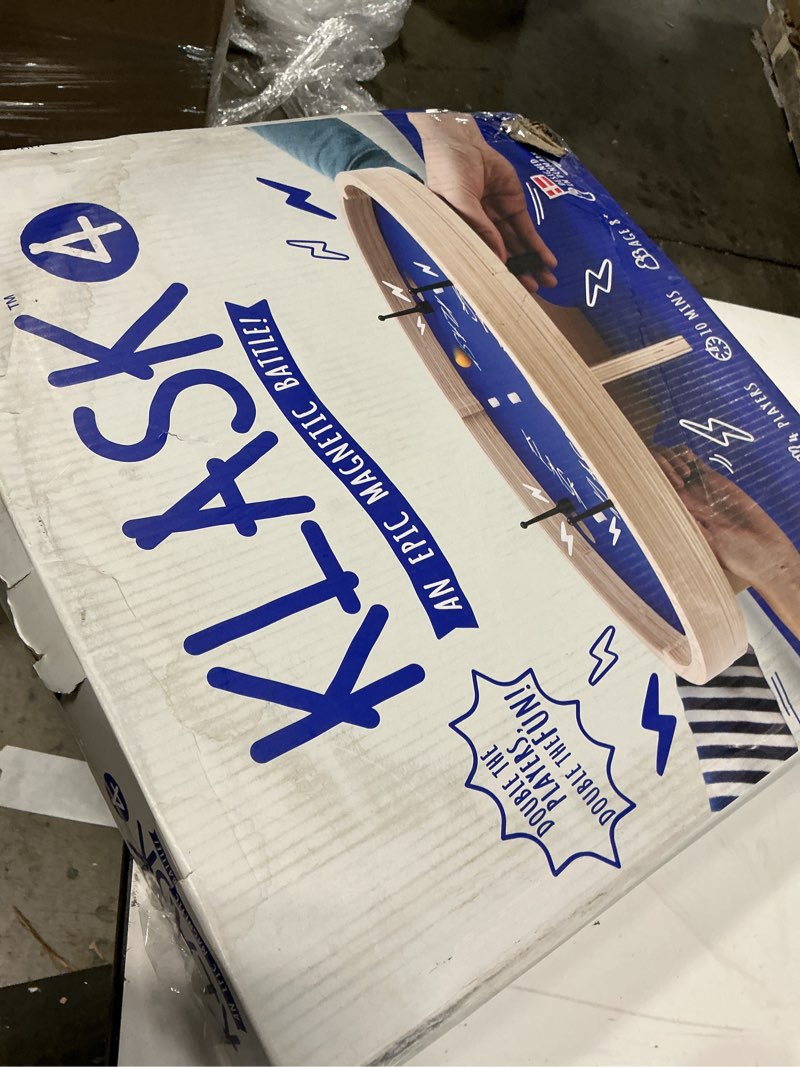 KLASK 4
TM
AN EPIC MAGNETIC BATTLE!
DOUBLE THE
PLAYERS,
DOUBLE THE FUN!
4 PLAYERS
10 MINS
AGE 8+
4